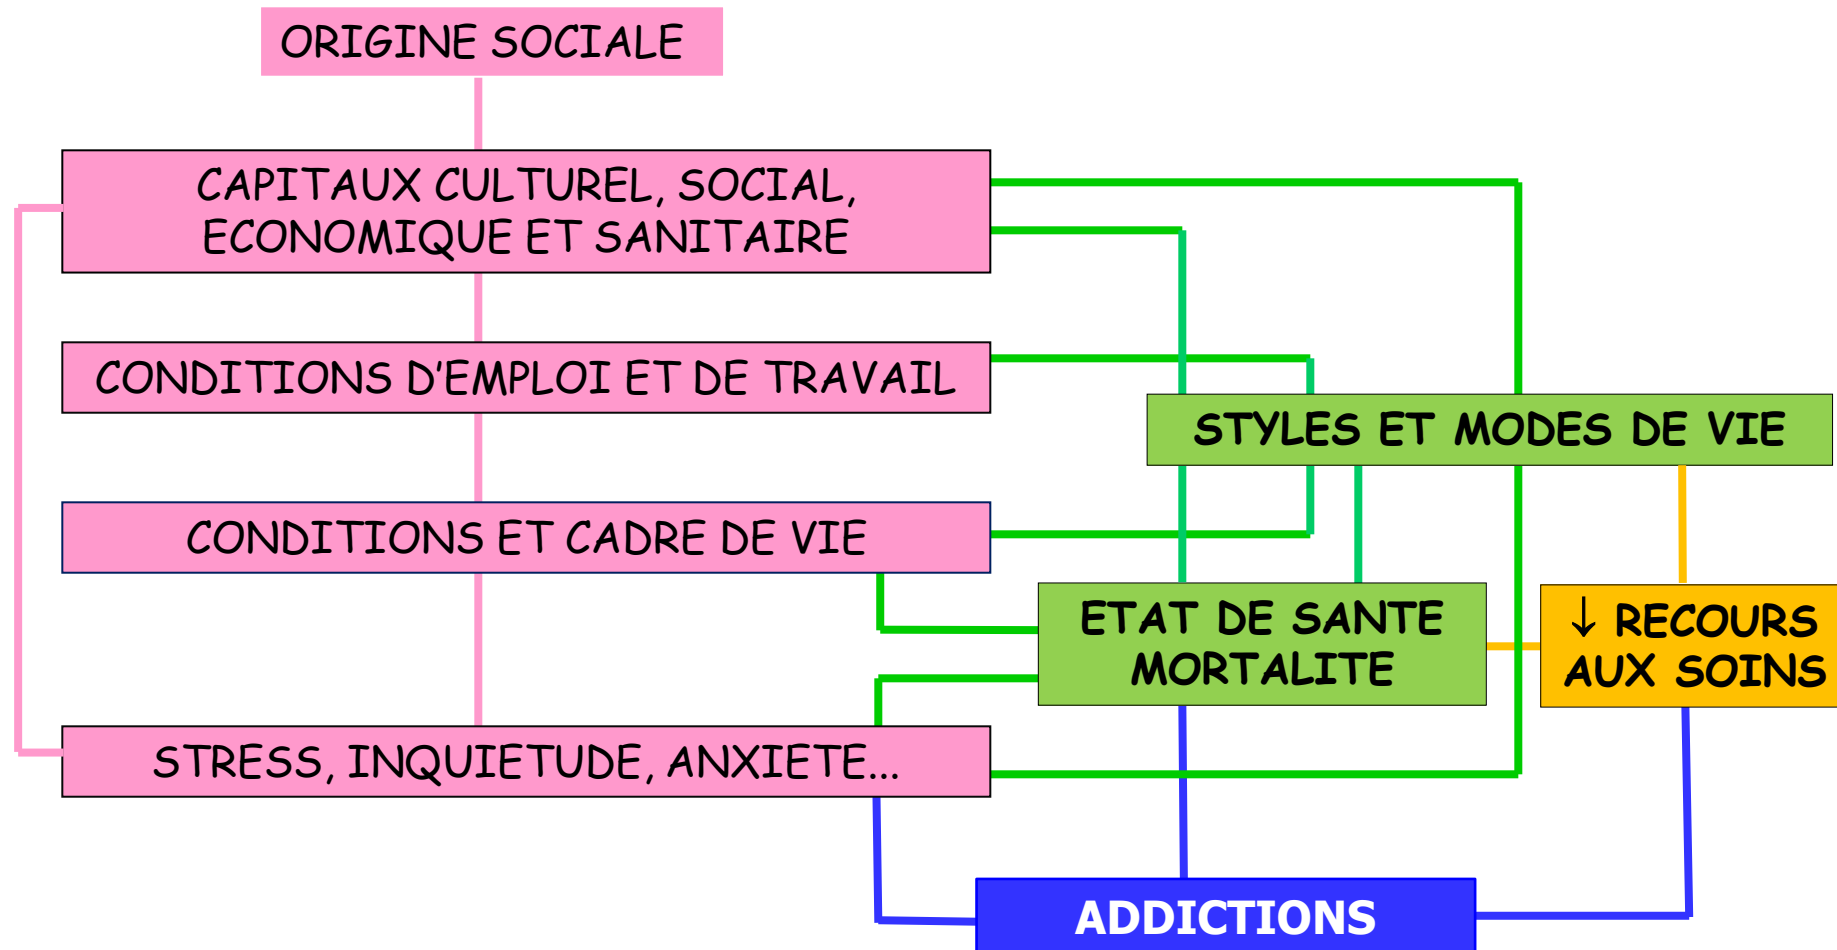 ORIGINE SOCIALE
CAPITAUX CULTUREL, SOCIAL,
ECONOMIQUE ET SANITAIRE
CONDITIONS D'EMPLOI ET DE TRAVAIL
STYLES ET MODES DE VIE
CONDITIONS ET CADRE DE VIE
ETAT DE SANTE
MORTALITE
↓ RECOURS
AUX SOINS
STRESS, INQUIETUDE, ANXIETE...
ADDICTIONS